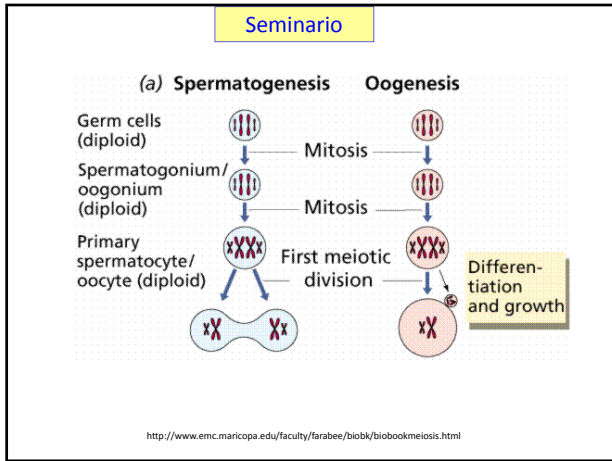 Seminario
(a) Spermatogenesis Oogenesis
Germ cells
(diploid)
Mitosis
Spermatogonium/
oogonium
(diploid)
Mitosis
Primary
spermatocyte/
oocyte (diploid)
First meiotic
division
Differen-
tiation
and growth
http://www.emc.maricopa.edu/faculty/farabee/biobk/biobookmeiosis.html